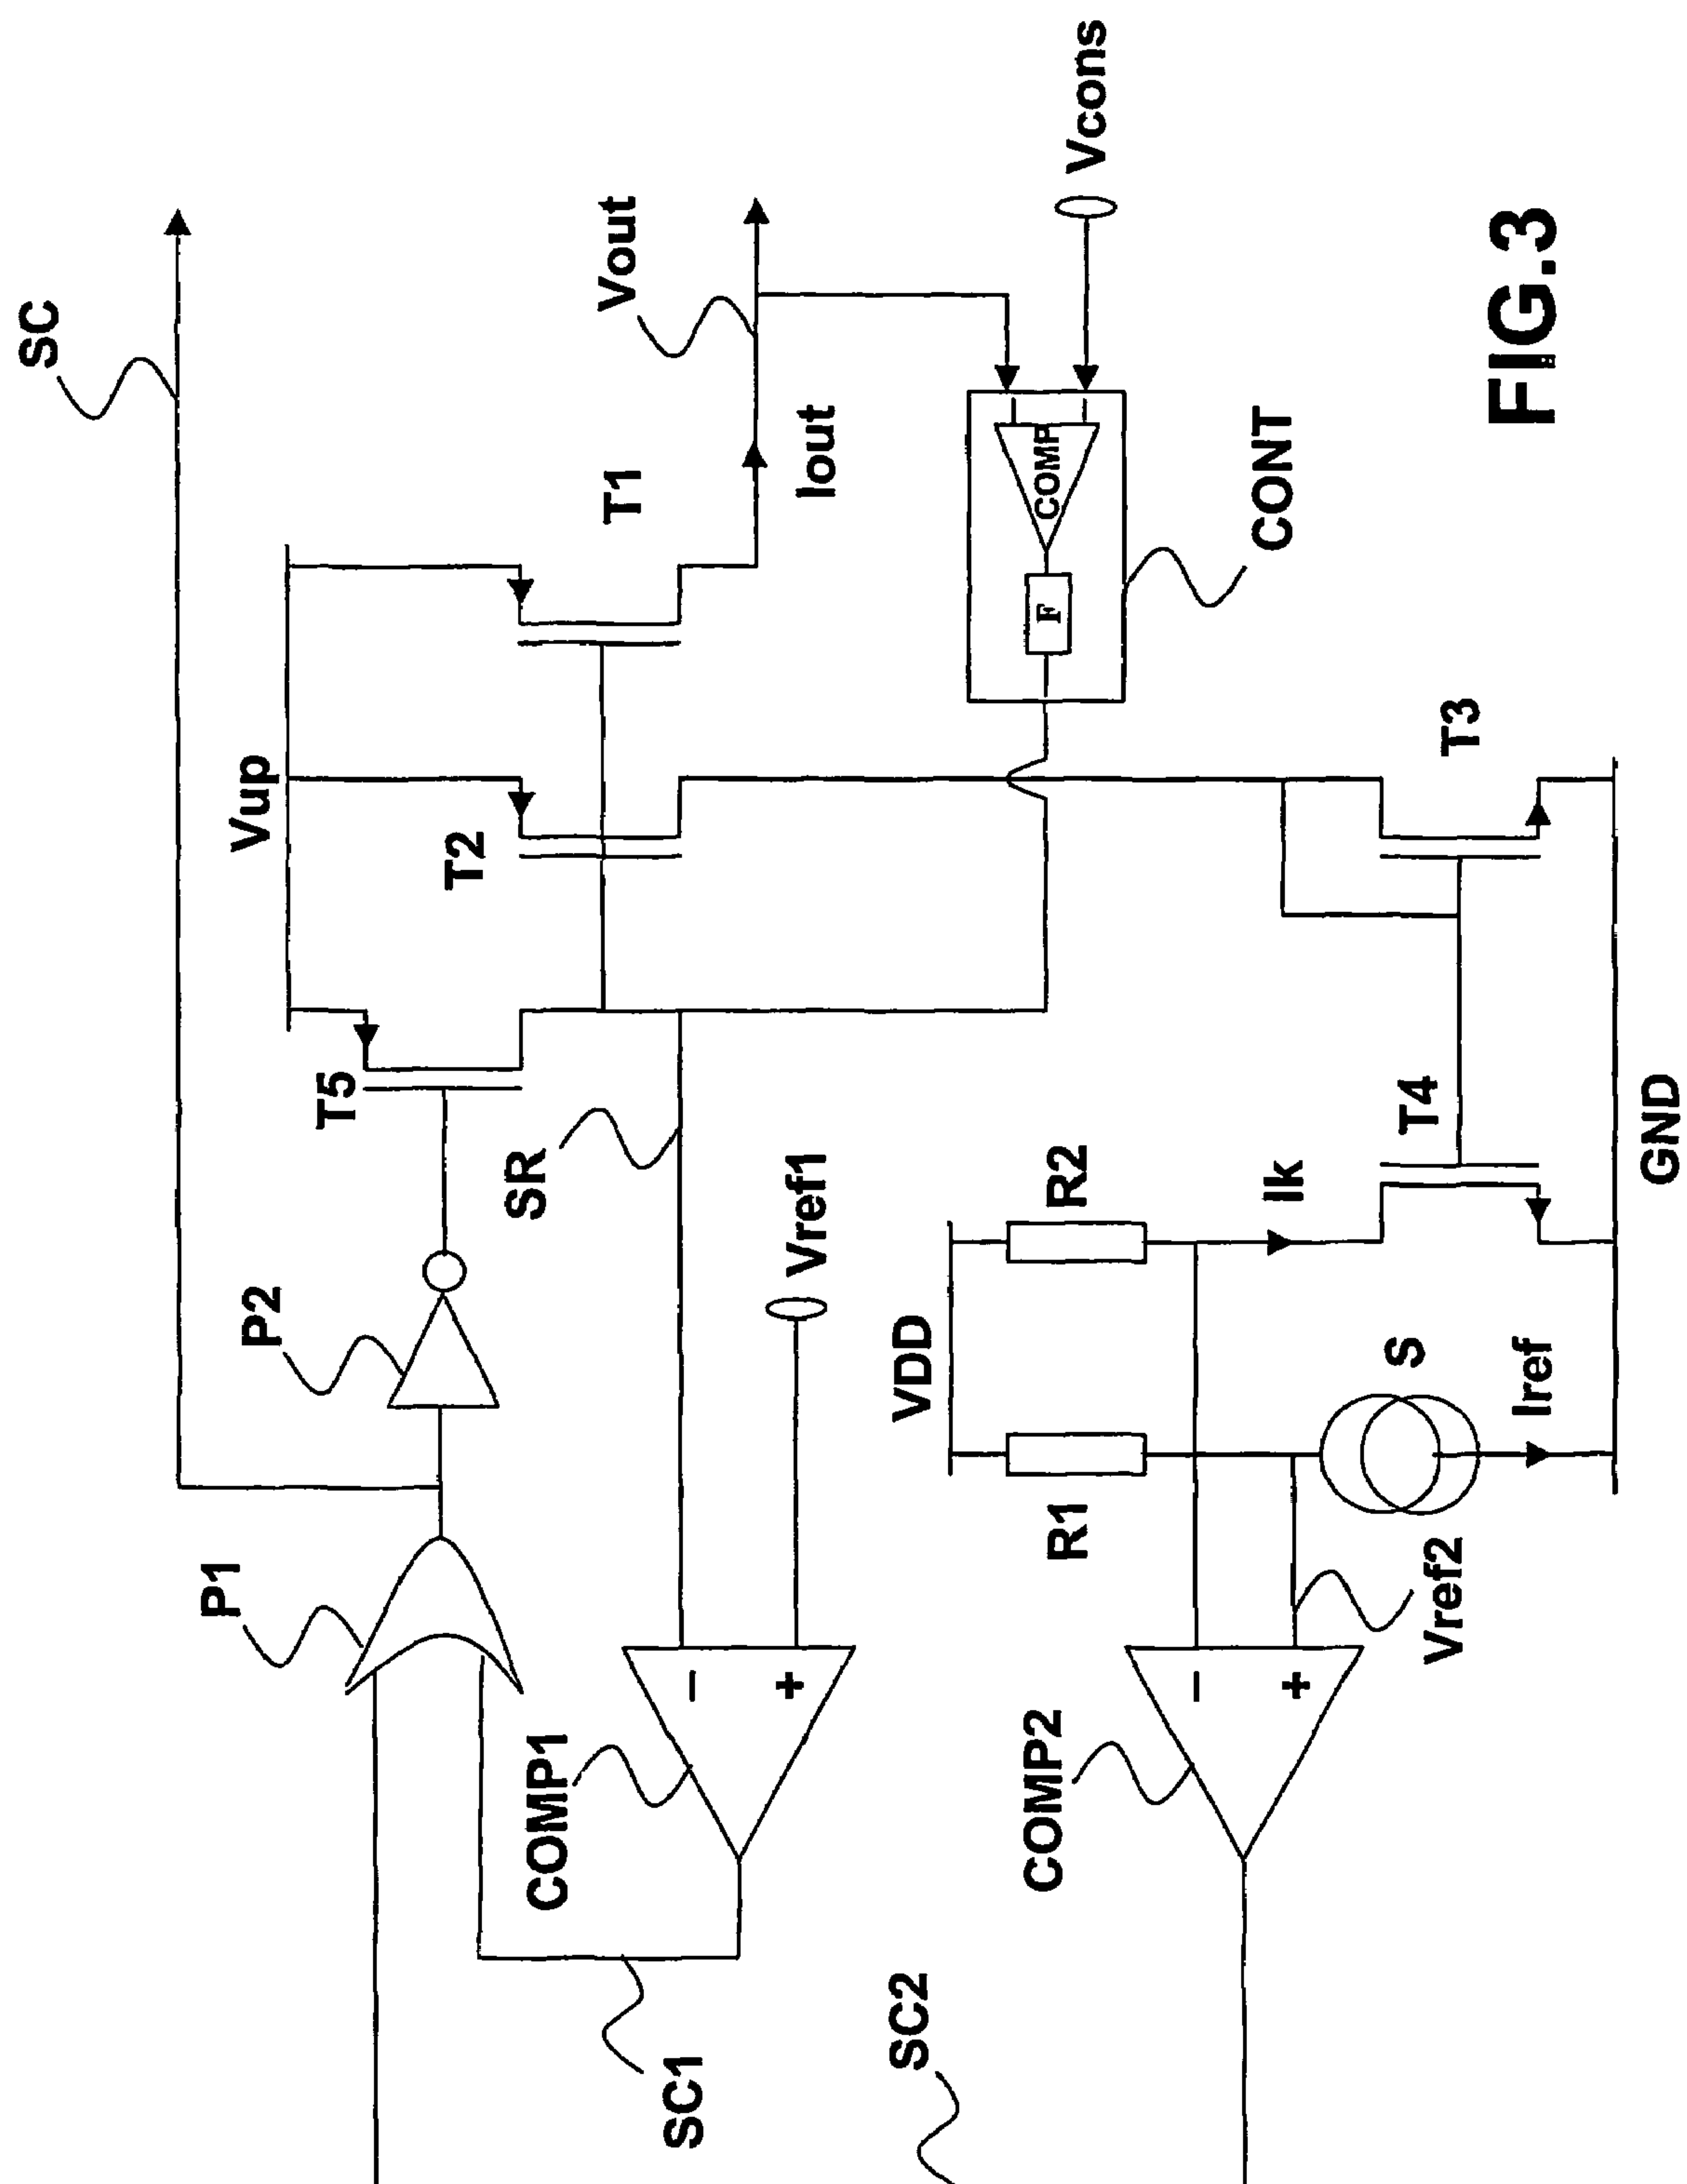 SC
Vup
T1
Vout
Iout
Vcons
T2
T5
P2
P1
SR
Vref1
COMP
F
CONT
COMP1
SC1
VDD
R1
R2
Ik
T3
T4
S
Iref
Vref2
GND
COMP2
SC2
+
–
+
–
FIG.3